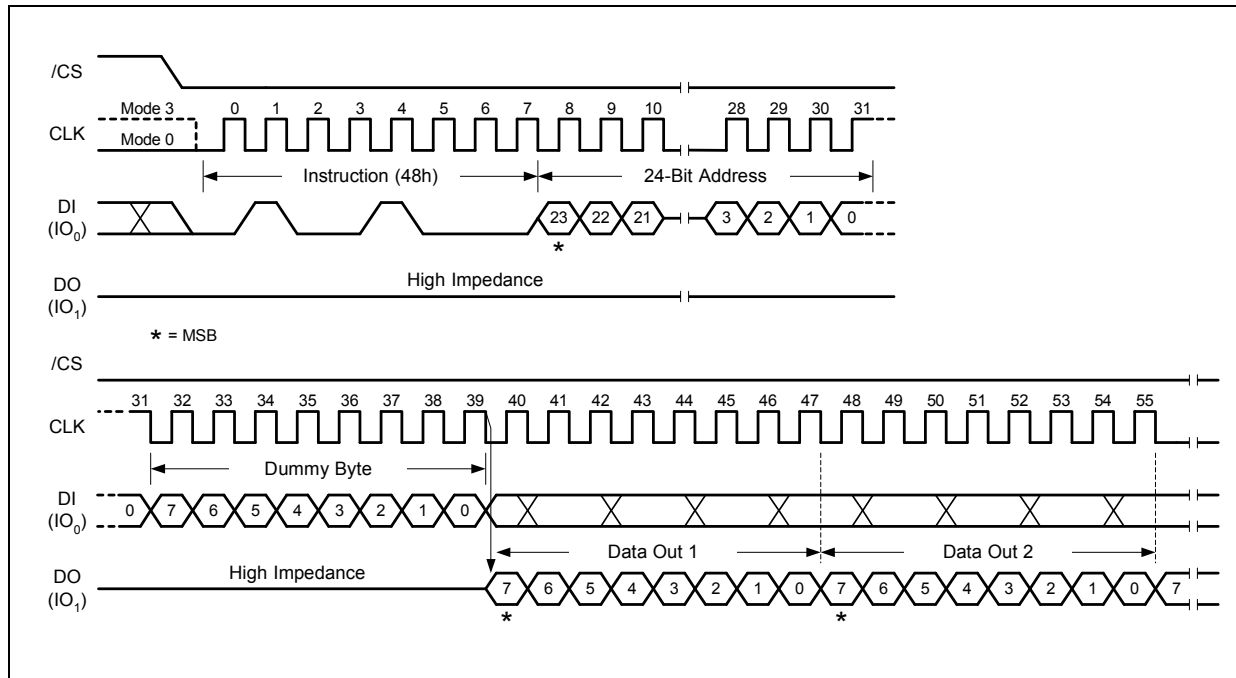 /CS
Mode 3 0 1 2 3 4 5 6 7 8 9 10 28 29 30 31
CLK
Mode 0
Instruction (48h) 24-Bit Address
DI
(IO0) 23 22 21 3 2 1 0
*
DO
(IO1) High Impedance
* = MSB
/CS
31 32 33 34 35 36 37 38 39 40 41 42 43 44 45 46 47 48 49 50 51 52 53 54 55
CLK
Dummy Byte
DI
(IO0) 0 7 6 5 4 3 2 1 0
Data Out 1 Data Out 2
DO
(IO1) High Impedance 7 6 5 4 3 2 1 0 7 6 5 4 3 2 1 0 7
* *